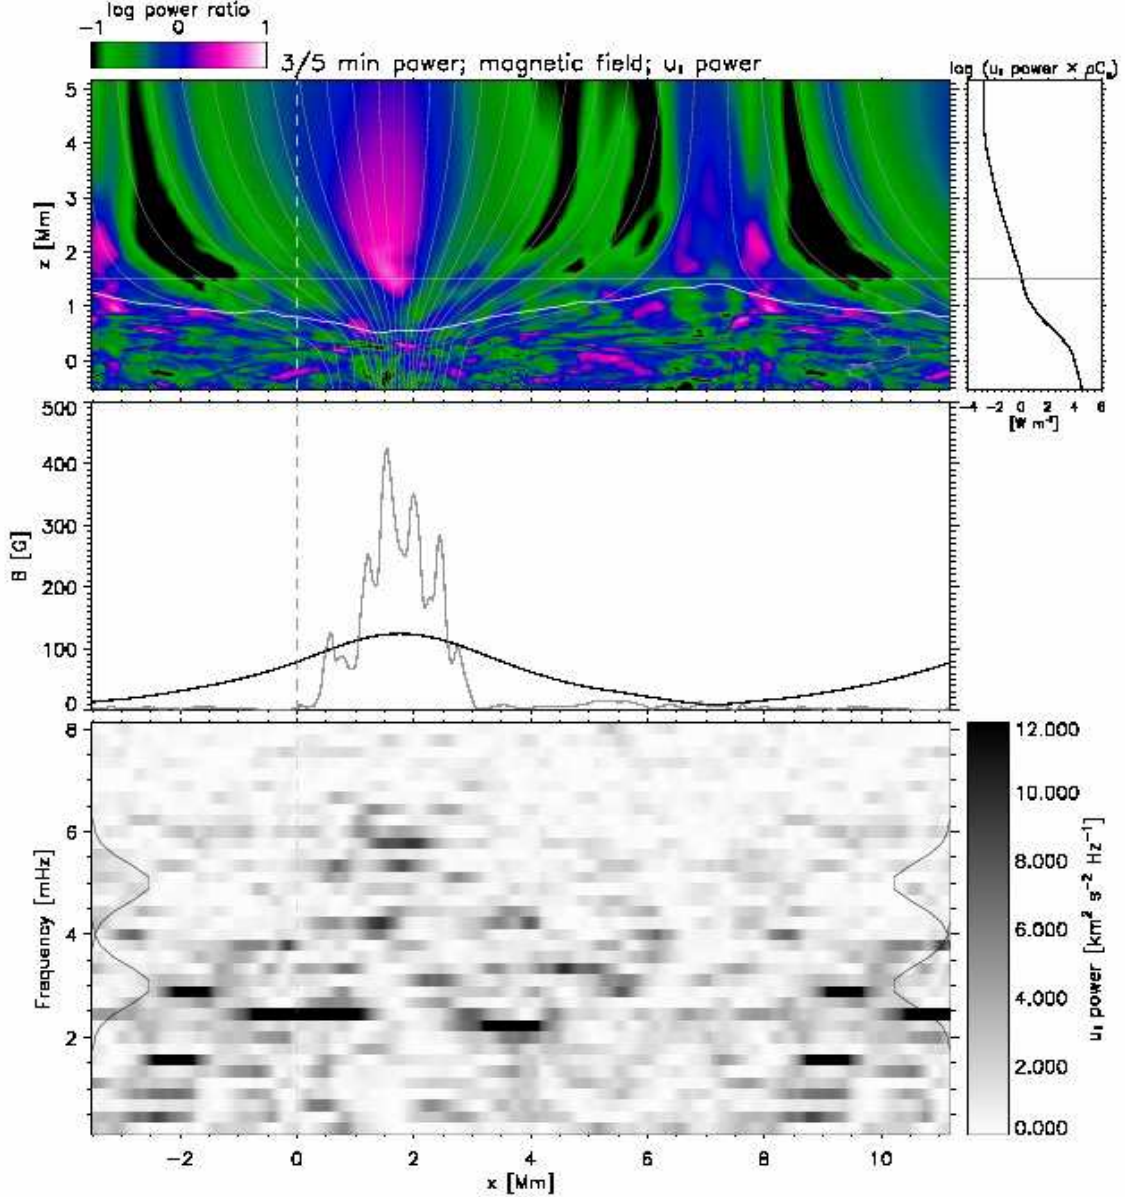 log power ratio
−1 0 1
3/5 min power; magnetic field; u∥ power
log (u∥ power × ρCs)
5
4
3
2
1
0
z [Mm]
−4 −2 0 2 4 6
500
400
300
200
100
0
B [G]
8
6
4
2
Frequency [mHz]
12.000
10.000
8.000
6.000
4.000
2.000
0.000
u∥ power [km² s⁻² Hz⁻¹]
−2 0 2 4 6 8 10
x [Mm]